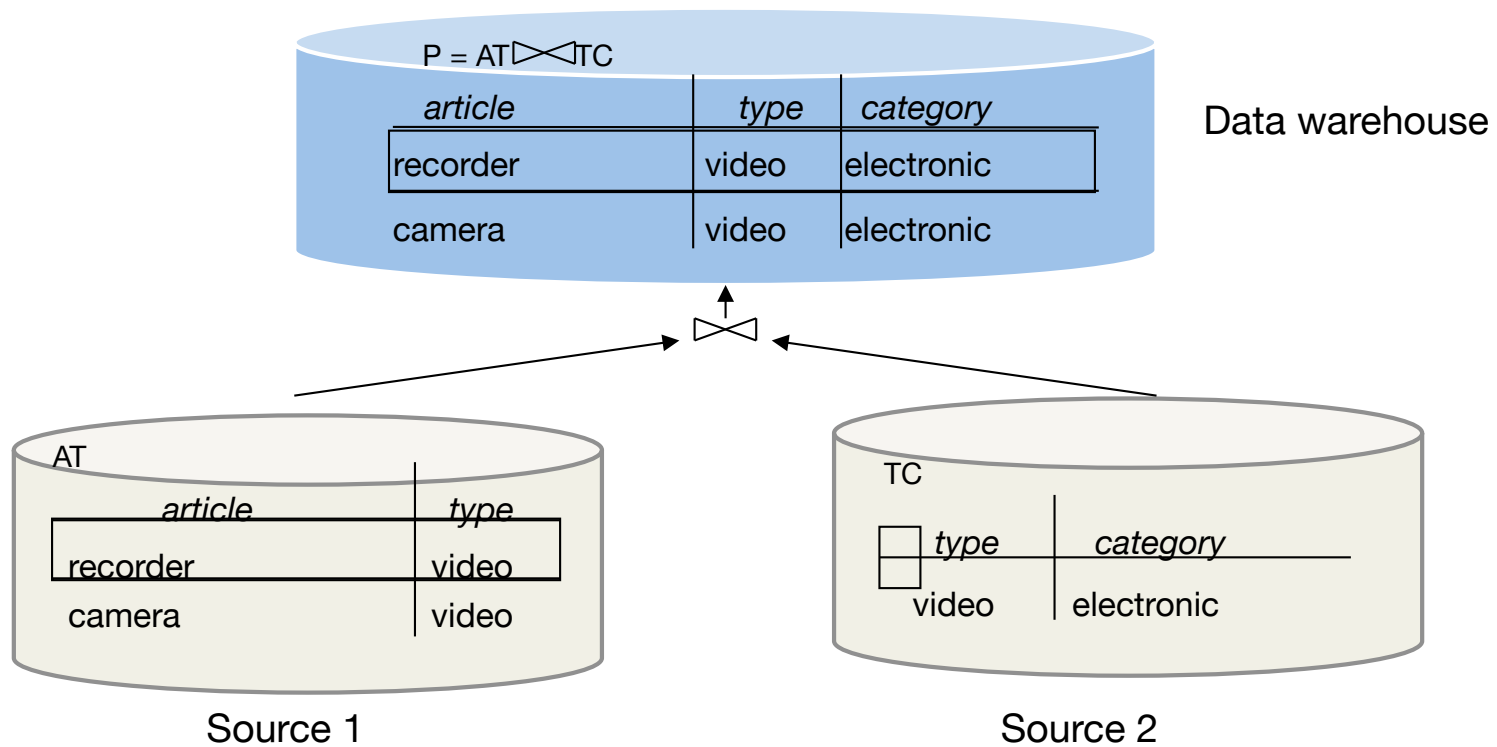 P = AT⋈TC
article type category
recorder video electronic
camera video electronic
Data warehouse
⋈
AT
article type
recorder video
camera video
Source 1
TC
type category
video electronic
Source 2